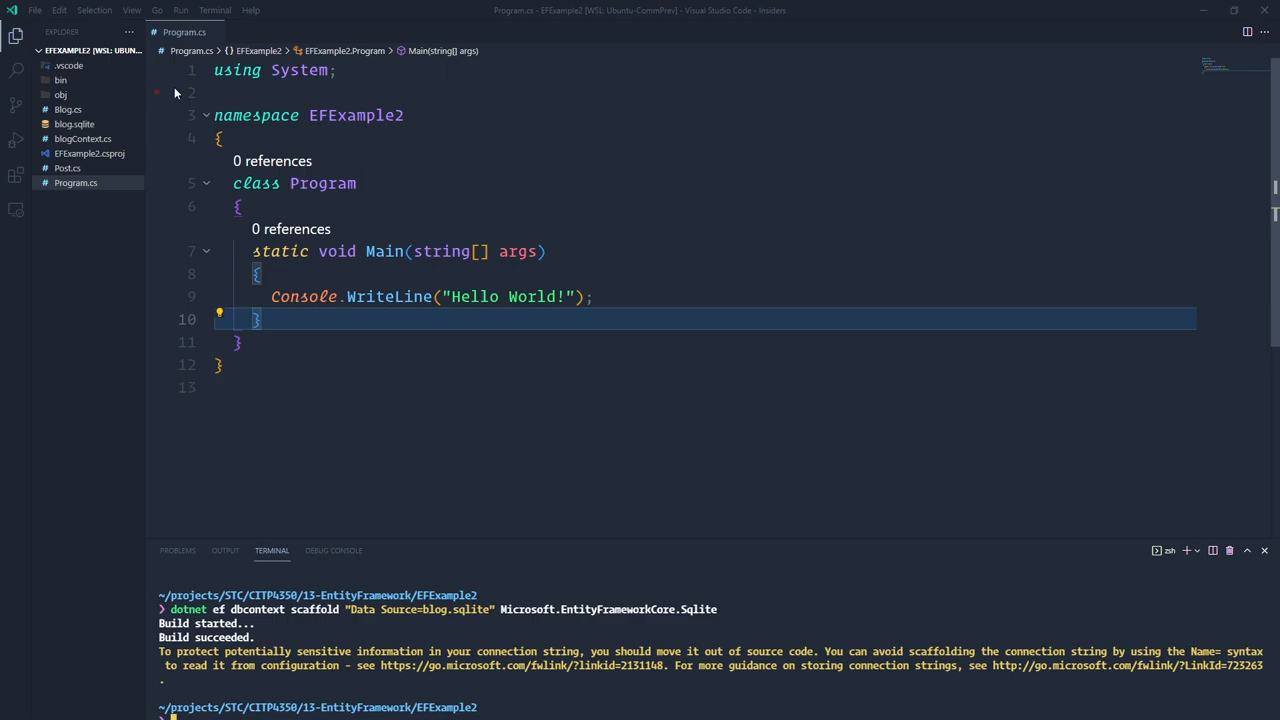 File Edit Selection View Go Run Terminal Help
Program.cs - EFExample2 [WSL: Ubuntu-CommPrev] - Visual Studio Code - Insiders
EXPLORER
EFEXAMPLE2 [WSL: UBUN...
.vscode
bin
obj
Blog.cs
blog.sqlite
blogContext.cs
EFExample2.csproj
Post.cs
Program.cs
Program.cs
Program.cs > {} EFExample2 > EFExample2.Program > Main(string[] args)
1 using System;
2
3 namespace EFExample2
4 {
0 references
5 class Program
6 {
0 references
7 static void Main(string[] args)
8 {
9 Console.WriteLine("Hello World!");
10 }
11 }
12 }
13
PROBLEMS OUTPUT TERMINAL DEBUG CONSOLE
zsh
~/projects/STC/CITP4350/13-EntityFramework/EFExample2
❯ dotnet ef dbcontext scaffold "Data Source=blog.sqlite" Microsoft.EntityFrameworkCore.Sqlite
Build started...
Build succeeded.
To protect potentially sensitive information in your connection string, you should move it out of source code. You can avoid scaffolding the connection string by using the Name= syntax
to read it from configuration - see https://go.microsoft.com/fwlink/?linkid=2131148. For more guidance on storing connection strings, see http://go.microsoft.com/fwlink/?LinkId=723263
.
~/projects/STC/CITP4350/13-EntityFramework/EFExample2
❯